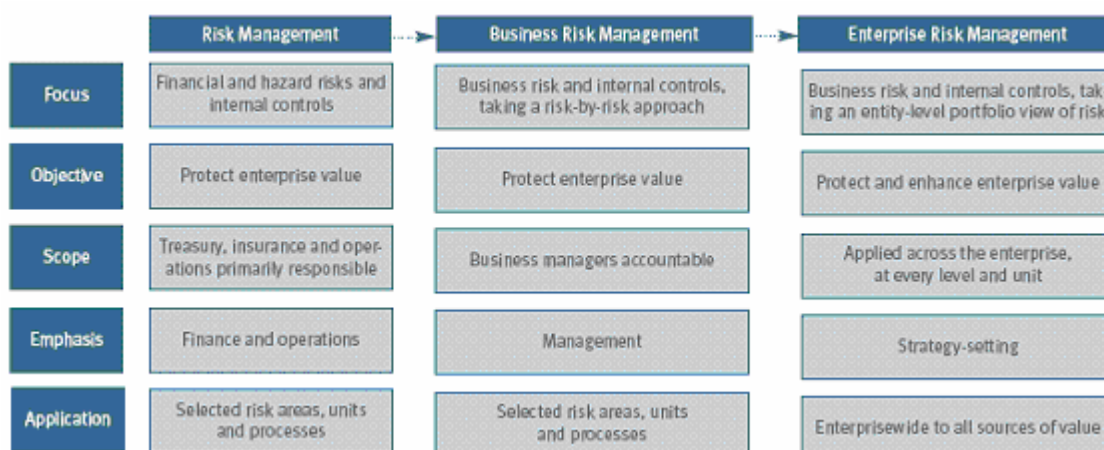 Risk Management
Business Risk Management
Enterprise Risk Management
Focus
Financial and hazard risks and
internal controls
Business risk and internal controls,
taking a risk-by-risk approach
Business risk and internal controls, tak
ing an entity-level portfolio view of risk
Objective
Protect enterprise value
Protect enterprise value
Protect and enhance enterprise value
Scope
Treasury, insurance and oper-
ations primarily responsible
Business managers accountable
Applied across the enterprise,
at every level and unit
Emphasis
Finance and operations
Management
Strategy-setting
Application
Selected risk areas, units
and processes
Selected risk areas, units
and processes
Enterprisewide to all sources of value